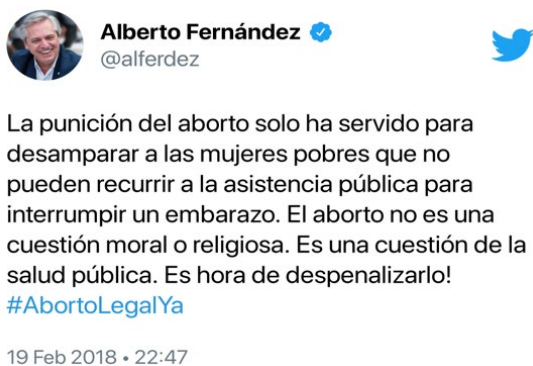 Alberto Fernández
@alferdez
La punición del aborto solo ha servido para
desamparar a las mujeres pobres que no
pueden recurrir a la asistencia pública para
interrumpir un embarazo. El aborto no es una
cuestión moral o religiosa. Es una cuestión de la
salud pública. Es hora de despenalizarlo!
#AbortoLegalYa
19 Feb 2018 • 22:47